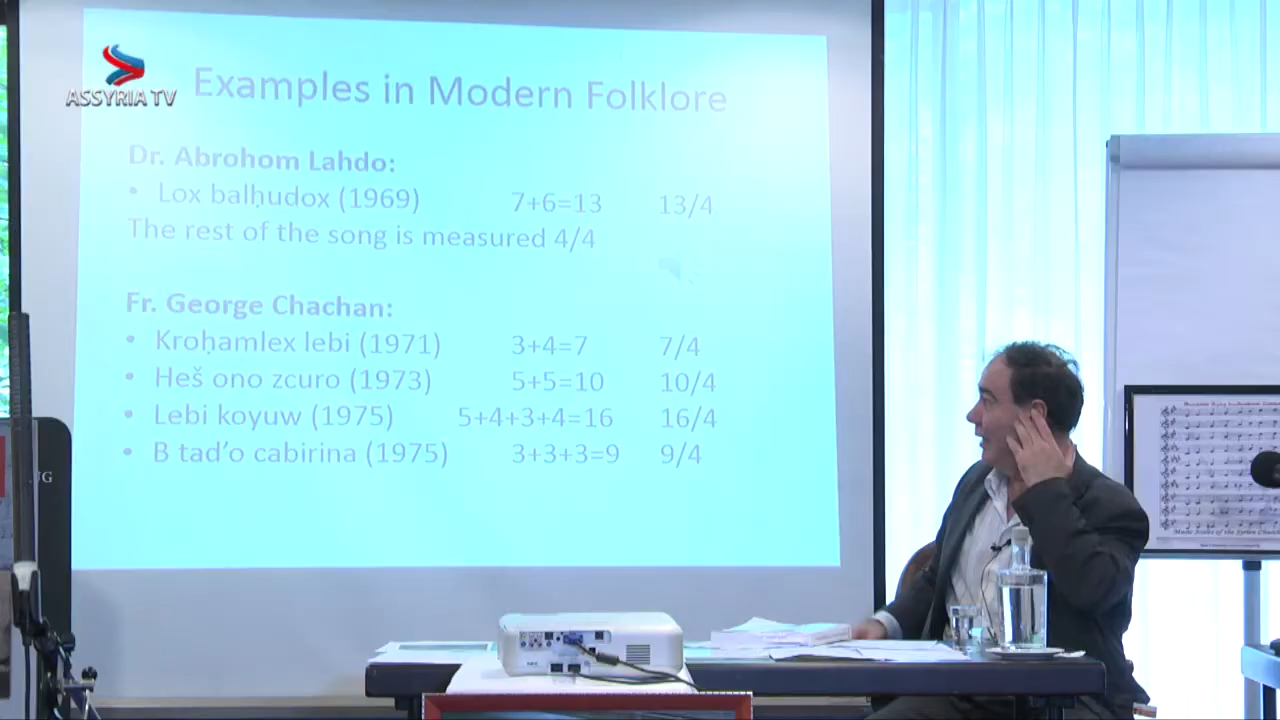 ASSYRIA TV
Examples in Modern Folklore
Dr. Abrohom Lahdo:
• Lox balḥudox (1969) 7+6=13 13/4
The rest of the song is measured 4/4
Fr. George Chachan:
• Kroḥamlex lebi (1971) 3+4=7 7/4
• Heš ono zcuro (1973) 5+5=10 10/4
• Lebi koyuw (1975) 5+4+3+4=16 16/4
• B tad’o cabirina (1975) 3+3+3=9 9/4
NG
NEC